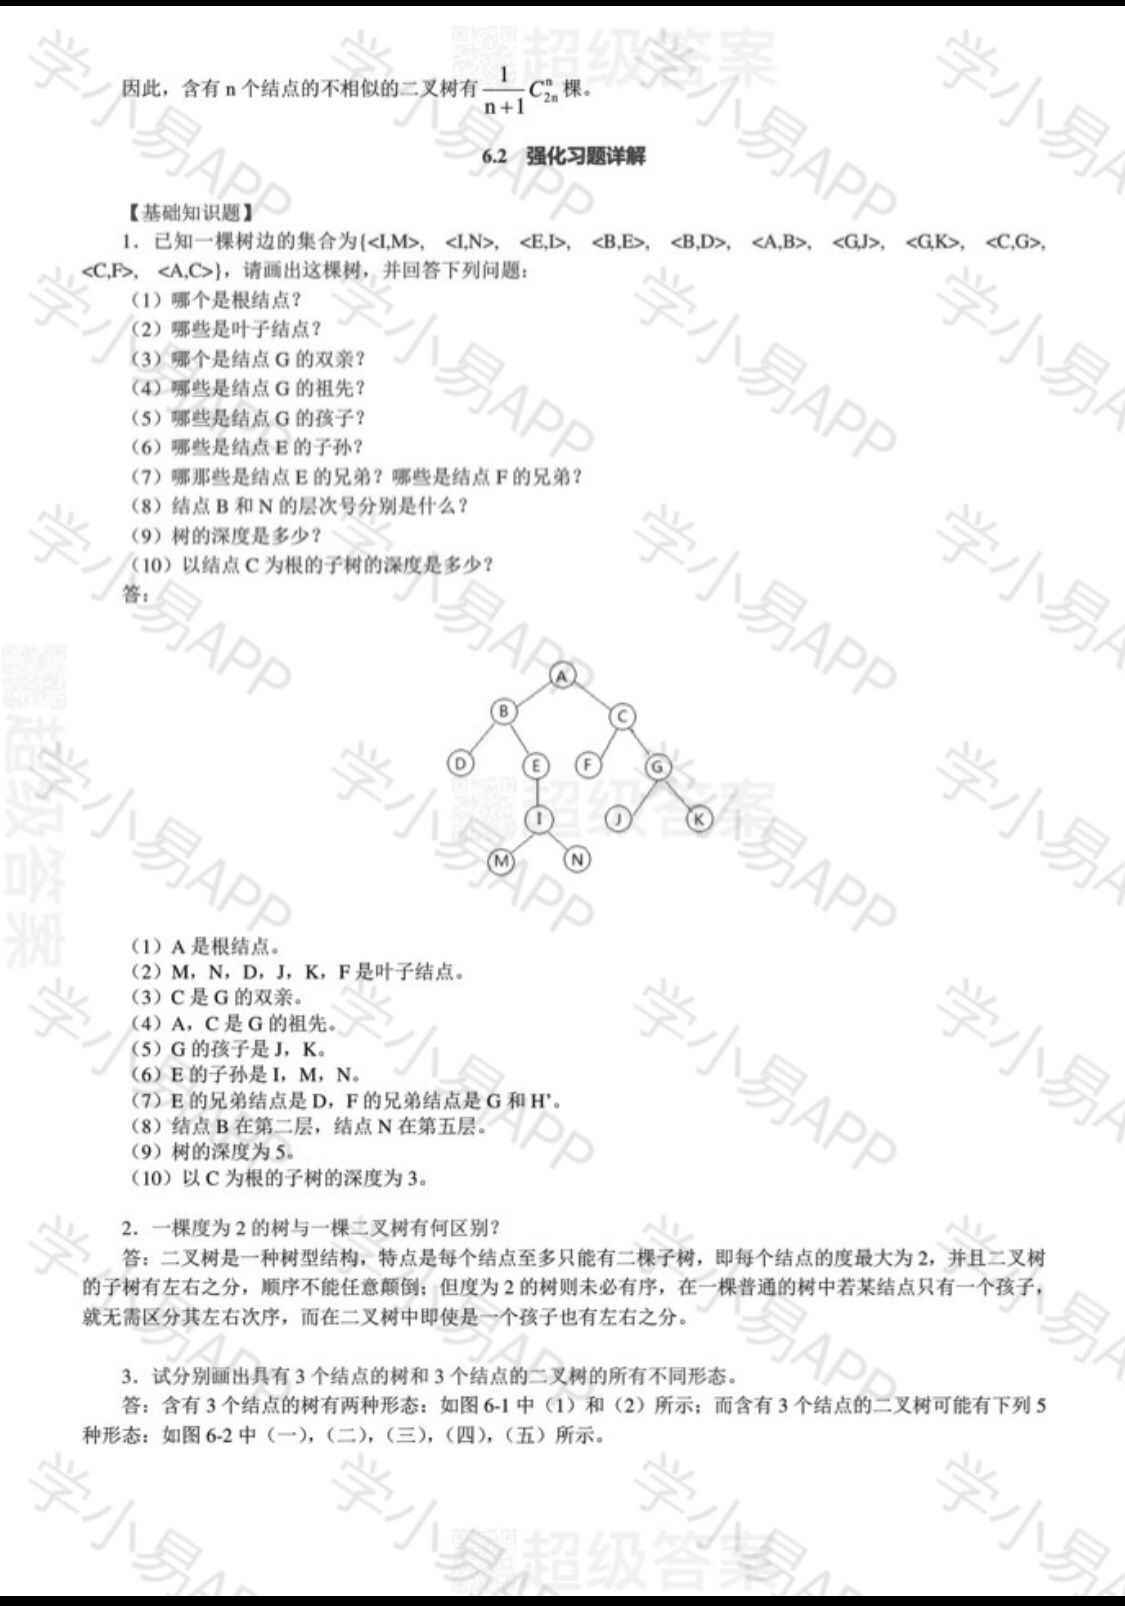 因此，含有 n 个结点的不相似的二叉树有 \frac{1}{n+1}C_{2n}^{n} 棵。
6.2 强化习题详解
【基础知识题】
1．已知一棵树边的集合为{<I,M>， <I,N>， <E,I>， <B,E>， <B,D>， <A,B>， <G,J>， <G,K>， <C,G>，
<C,F>， <A,C>}，请画出这棵树，并回答下列问题：
（1）哪个是根结点？
（2）哪些是叶子结点？
（3）哪个是结点 G 的双亲？
（4）哪些是结点 G 的祖先？
（5）哪些是结点 G 的孩子？
（6）哪些是结点 E 的子孙？
（7）哪那些是结点 E 的兄弟？哪些是结点 F 的兄弟？
（8）结点 B 和 N 的层次号分别是什么？
（9）树的深度是多少？
（10）以结点 C 为根的子树的深度是多少？
答：
A
B C
D E F G
I J K
M N
（1）A 是根结点。
（2）M，N，D，J，K，F 是叶子结点。
（3）C 是 G 的双亲。
（4）A，C 是 G 的祖先。
（5）G 的孩子是 J，K。
（6）E 的子孙是 I，M，N。
（7）E 的兄弟结点是 D，F 的兄弟结点是 G 和 H’。
（8）结点 B 在第二层，结点 N 在第五层。
（9）树的深度为 5。
（10）以 C 为根的子树的深度为 3。
2．一棵度为 2 的树与一棵二叉树有何区别？
答：二叉树是一种树型结构，特点是每个结点至多只能有二棵子树，即每个结点的度最大为 2，并且二叉树
的子树有左右之分，顺序不能任意颠倒；但度为 2 的树则未必有序，在一棵普通的树中若某结点只有一个孩子，
就无需区分其左右次序，而在二叉树中即使是一个孩子也有左右之分。
3．试分别画出具有 3 个结点的树和 3 个结点的二叉树的所有不同形态。
答：含有 3 个结点的树有两种形态：如图 6-1 中（1）和（2）所示；而含有 3 个结点的二叉树可能有下列 5
种形态：如图 6-2 中（一），（二），（三），（四），（五）所示。
学小易APP
超级答案